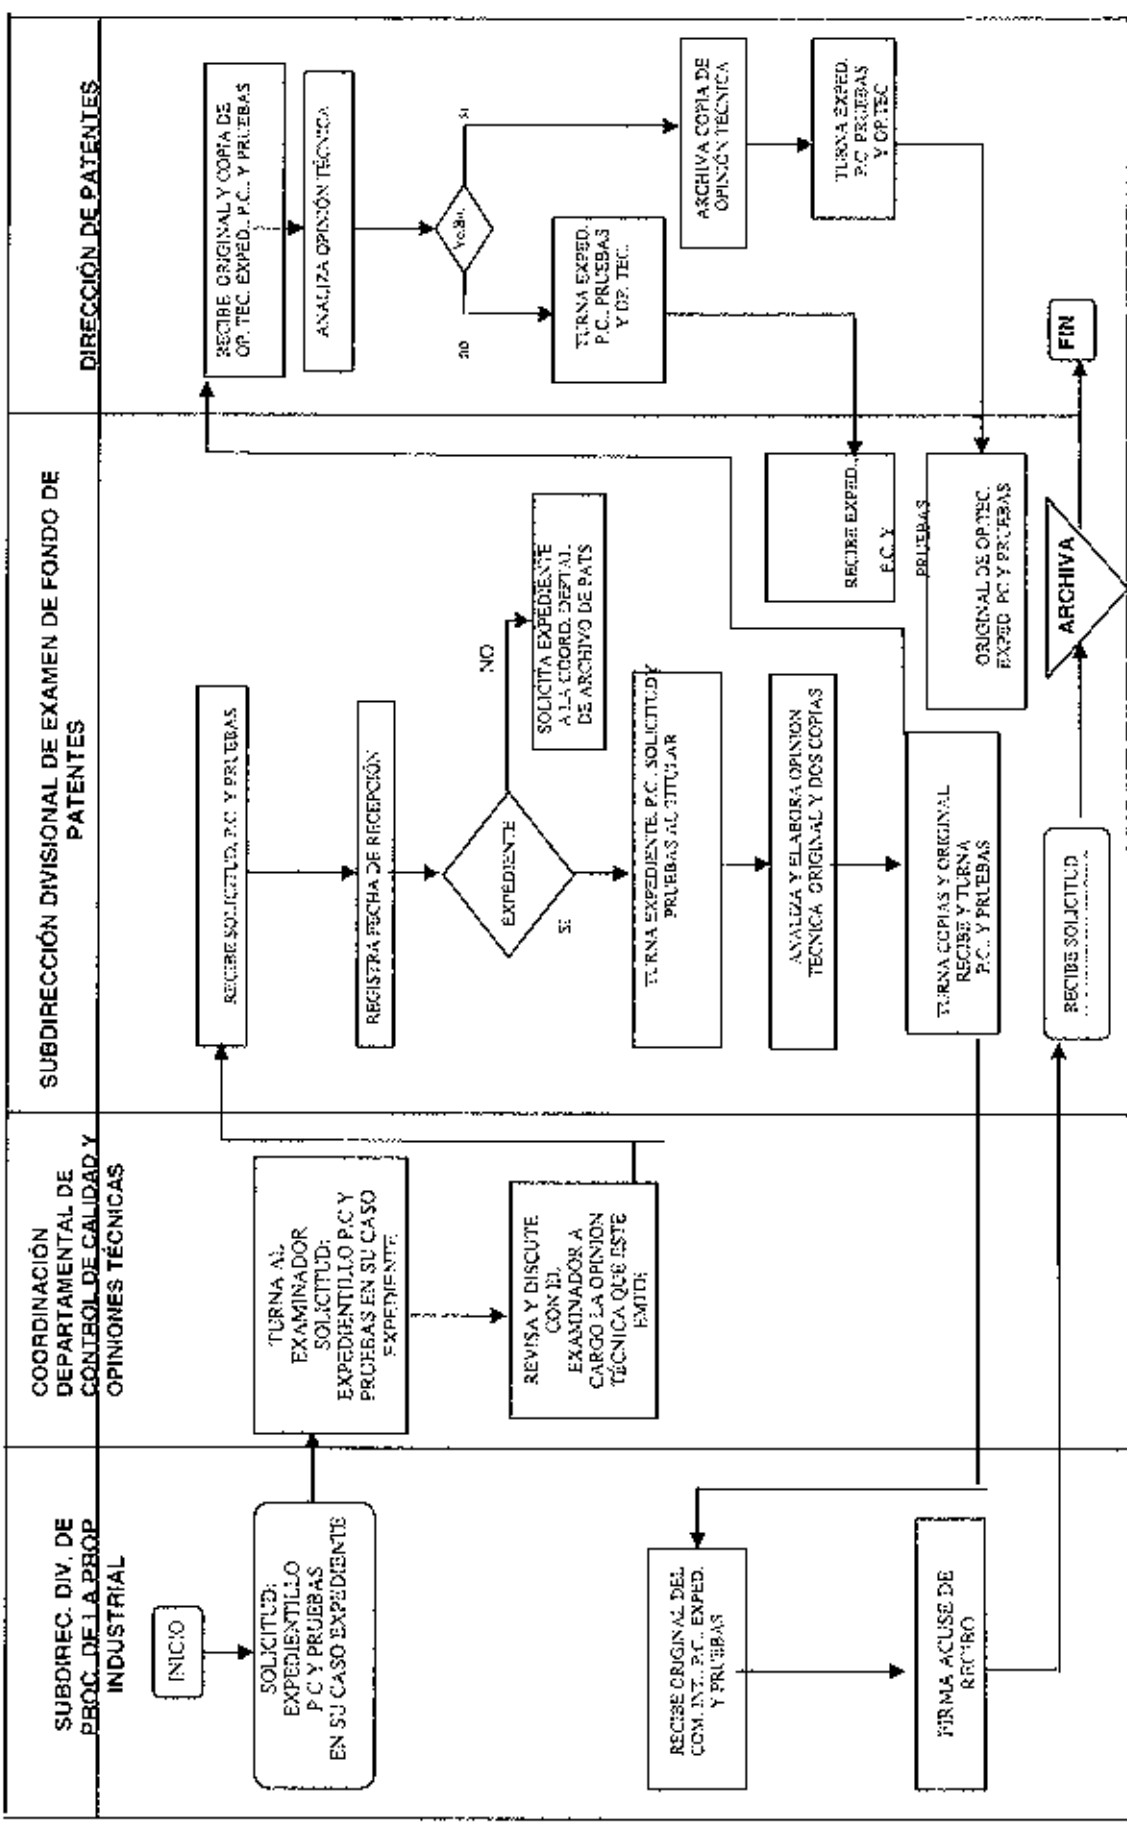 SUBDIREC. DIV. DE
PROC. DE LA PROP
INDUSTRIAL
INICIO
SOLICITUD:
EXPEDIENTILLO
P C Y PRUEBAS
EN SU CASO EXPEDIENTE
RECIBE ORIGINAL DEL
COM. INT., P.C., EXPED.
Y PRUEBAS
FIRMA ACUSE DE
RECIBO
COORDINACIÓN
DEPARTAMENTAL DE
CONTROL DE CALIDAD Y
OPINIONES TÉCNICAS
TURNA AL
EXAMINADOR
SOLICITUD:
EXPEDIENTILLO P.C Y
PRUEBAS EN SU CASO
EXPEDIENTE
REVISA Y DISCUTE
CON EL
EXAMINADOR A
CARGO LA OPINION
TÉCNICA QUE ESTE
EMITE
SUBDIRECCIÓN DIVISIONAL DE EXAMEN DE FONDO DE
PATENTES
RECIBE SOLICITUD, P.C. Y PRUEBAS
REGISTRA FECHA DE RECEPCIÓN
EXPEDIENTE
NO
SI
SOLICITA EXPEDIENTE
A LA COORD. DEPTAL.
DE ARCHIVO DE PATS
TURNA EXPEDIENTE, P.C., SOLICITUD Y
PRUEBAS AL TITULAR
ANALIZA Y ELABORA OPINION
TECNICA ORIGINAL Y DOS COPIAS
TURNA COPIAS Y ORIGINAL
RECIBE Y TURNA
P.C. Y PRUEBAS
RECIBE SOLICITUD
RECIBE EXPED.,
P.C. Y
PRUEBAS
ORIGINAL DE OP.TEC.
EXPED. PC Y PRUEBAS
ARCHIVA
DIRECCIÓN DE PATENTES
RECIBE ORIGINAL Y COPIA DE
OP. TEC. EXPED., P.C., Y PRUEBAS
ANALIZA OPINIÓN TÉCNICA
Vo.Bo.
no
SI
TURNA EXPED.
P.C., PRUEBAS
Y OP. TEC.
ARCHIVA COPIA DE
OPINIÓN TÉCNICA
TURNA EXPED.
P.C. PRUEBAS
Y OP.TEC
FIN